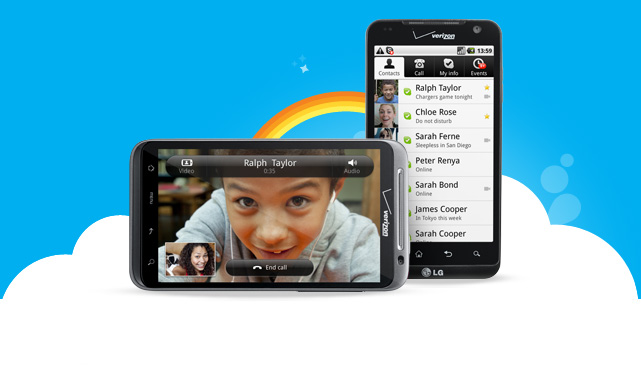 verizon
13:59
Contacts
Call
My info
Events
Ralph Taylor
Chargers game tonight
Chloe Rose
Do not disturb
Sarah Ferne
Sleepless in San Diego
Peter Renya
Online
Sarah Bond
Online
James Cooper
In Tokyo this week
Sarah Cooper
Online
LG
Video
Ralph Taylor
0:35
Audio
MENU
verizon
End call